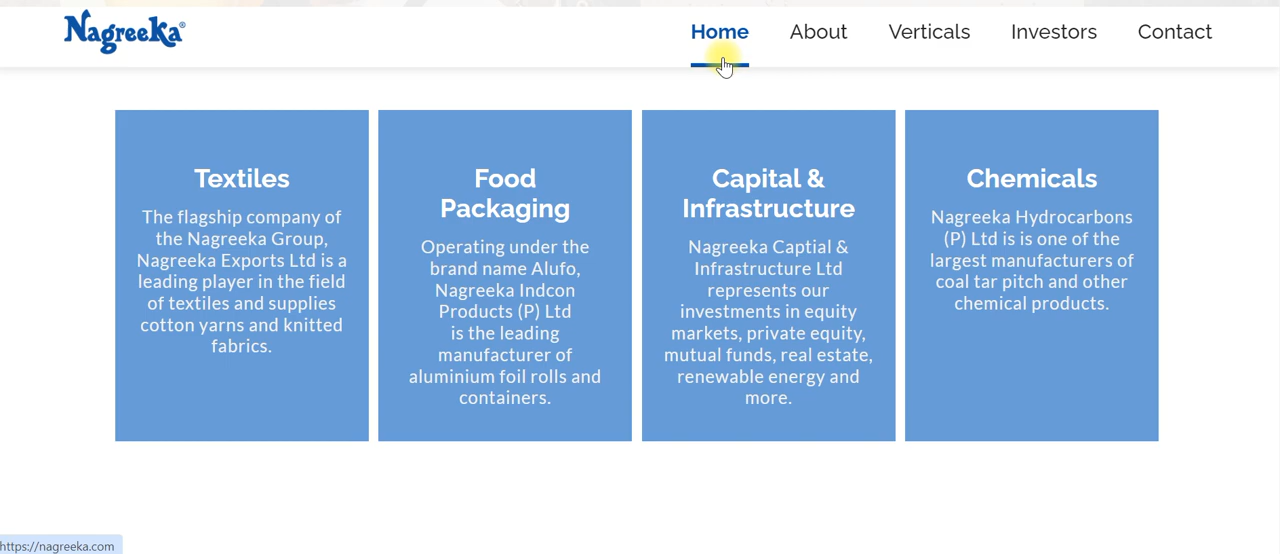 Nagreeka®
Home
About
Verticals
Investors
Contact
Textiles
The flagship company of
the Nagreeka Group,
Nagreeka Exports Ltd is a
leading player in the field
of textiles and supplies
cotton yarns and knitted
fabrics.
Food
Packaging
Operating under the
brand name Alufo,
Nagreeka Indcon
Products (P) Ltd
is the leading
manufacturer of
aluminium foil rolls and
containers.
Capital &
Infrastructure
Nagreeka Captial &
Infrastructure Ltd
represents our
investments in equity
markets, private equity,
mutual funds, real estate,
renewable energy and
more.
Chemicals
Nagreeka Hydrocarbons
(P) Ltd is is one of the
largest manufacturers of
coal tar pitch and other
chemical products.
https://nagreeka.com